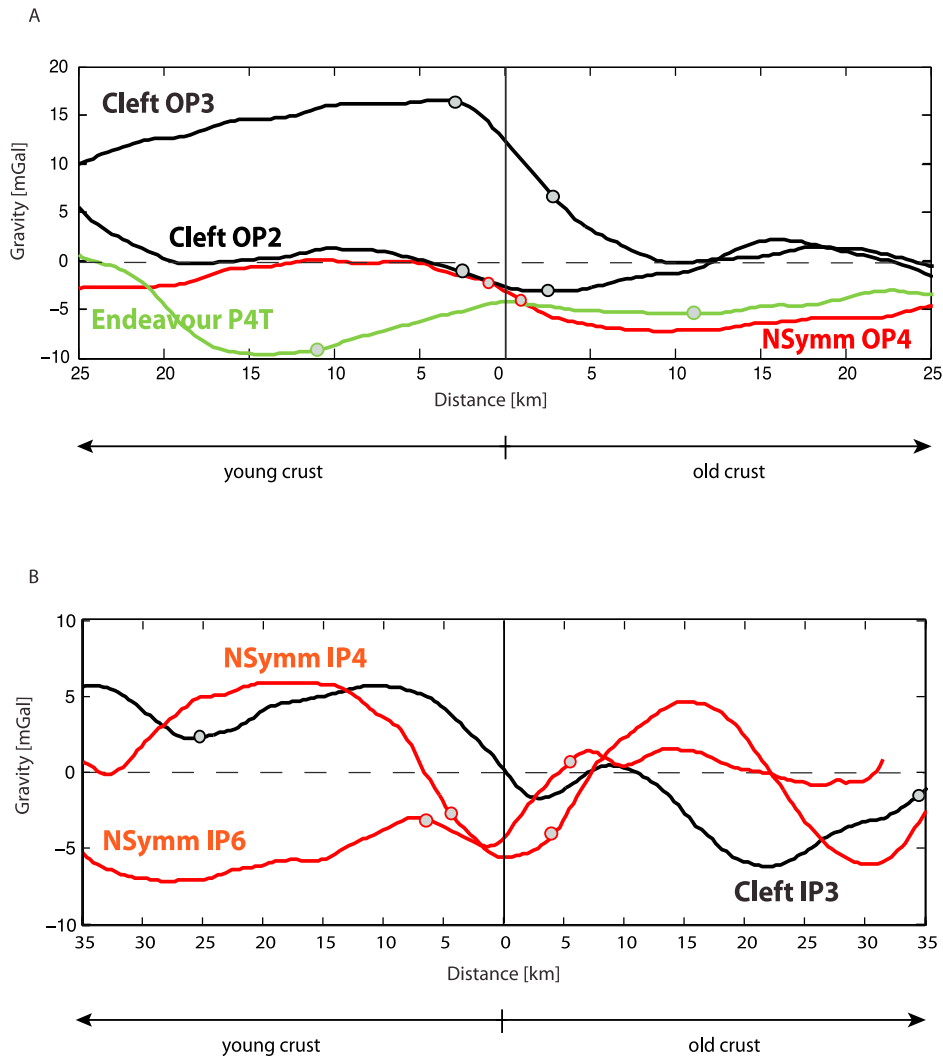 A
20
15
10
5
0
−5
−10
Gravity [mGal]
Cleft OP3
Cleft OP2
Endeavour P4T
NSymm OP4
25 20 15 10 5 0 5 10 15 20 25
Distance [km]
young crust old crust
B
10
5
0
−5
−10
Gravity [mGal]
NSymm IP4
NSymm IP6
Cleft IP3
35 30 25 20 15 10 5 0 5 10 15 20 25 30 35
Distance [km]
young crust old crust